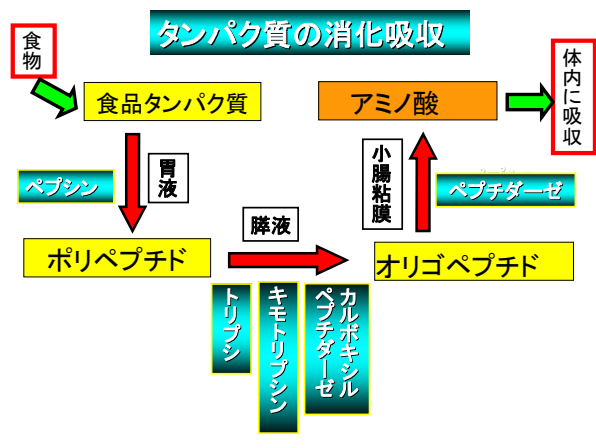 タンパク質の消化吸収
食物
食品タンパク質
アミノ酸
体内に吸収
ペプシン
胃液
小腸粘膜
ペプチダーゼ
ポリペプチド
膵液
オリゴペプチド
トリプシ
キモトリプシン
カルボキシル
ペプチダーゼ